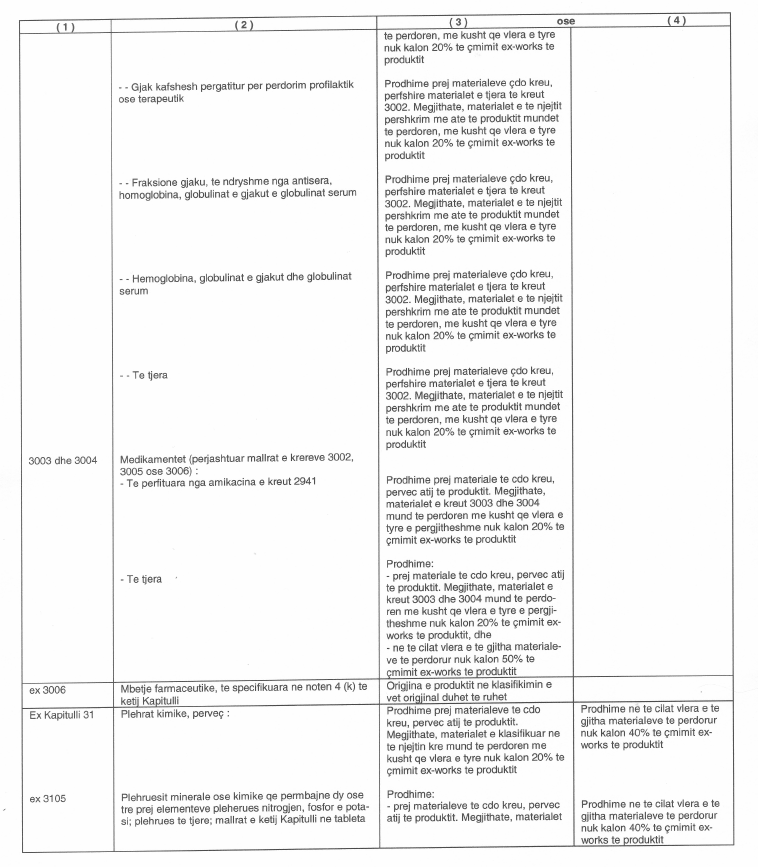 (1) (2) (3) ose (4)
te perdoren, me kusht qe vlera e tyre
nuk kalon 20% te çmimit ex-works te
produktit
- - Gjak kafshesh pergatitur per perdorim profilaktik
ose terapeutik
Prodhime prej materialeve çdo kreu,
perfshire materialet e tjera te kreut
3002. Megjithate, materialet e te njejtit
pershkrim me ate te produktit mundet
te perdoren, me kusht qe vlera e tyre
nuk kalon 20% te çmimit ex-works te
produktit
- - Fraksione gjaku, te ndryshme nga antisera,
homoglobina, globulinat e gjakut e globulinat serum
Prodhime prej materialeve çdo kreu,
perfshire materialet e tjera te kreut
3002. Megjithate, materialet e te njejtit
pershkrim me ate te produktit mundet
te perdoren, me kusht qe vlera e tyre
nuk kalon 20% te çmimit ex-works te
produktit
- - Hemoglobina, globulinat e gjakut dhe globulinat
serum
Prodhime prej materialeve çdo kreu,
perfshire materialet e tjera te kreut
3002. Megjithate, materialet e te njejtit
pershkrim me ate te produktit mundet
te perdoren, me kusht qe vlera e tyre
nuk kalon 20% te çmimit ex-works te
produktit
- - Te tjera
Prodhime prej materialeve çdo kreu,
perfshire materialet e tjera te kreut
3002. Megjithate, materialet e te njejtit
pershkrim me ate te produktit mundet
te perdoren, me kusht qe vlera e tyre
nuk kalon 20% te çmimit ex-works te
produktit
3003 dhe 3004
Medikamentet (perjashtuar mallrat e krereve 3002,
3005 ose 3006) :
- Te perfituara nga amikacina e kreut 2941
Prodhime prej materiale te cdo kreu,
pervec atij te produktit. Megjithate,
materialet e kreut 3003 dhe 3004
mund te perdoren me kusht qe vlera e
tyre e pergjitheshme nuk kalon 20% te
çmimit ex-works te produktit
- Te tjera
Prodhime:
- prej materiale te cdo kreu, pervec atij
te produktit. Megjithate, materialet e
kreut 3003 dhe 3004 mund te perdo-
ren me kusht qe vlera e tyre e pergji-
theshme nuk kalon 20% te çmimit ex-
works te produktit, dhe
- ne te cilat vlera e te gjitha materiale-
ve te perdorur nuk kalon 50% te
çmimit ex-works te produktit
ex 3006
Mbetje farmaceutike, te specifikuara ne noten 4 (k) te
ketij Kapitulli
Origjina e produktit ne klasifikimin e
vet origjinal duhet te ruhet
Ex Kapitulli 31
Plehrat kimike, perveç :
Prodhime prej materialeve te cdo
kreu, pervec atij te produktit.
Megjithate, materialet e klasifikuar ne
te njejtin kre mund te perdoren me
kusht qe vlera e tyre nuk kalon 20% te
çmimit ex-works te produktit
Prodhime ne te cilat vlera e te
gjitha materialeve te perdorur
nuk kalon 40% te çmimit ex-
works te produktit
ex 3105
Plehruesit minerale ose kimike qe permbajne dy ose
tre prej elementeve pleherues nitrogjen, fosfor e pota-
si; plehrues te tjere; mallrat e ketij Kapitulli ne tableta
Prodhime:
- prej materialeve te cdo kreu, pervec
atij te produktit. Megjithate, materialet
Prodhime ne te cilat vlera e te
gjitha materialeve te perdorur
nuk kalon 40% te çmimit ex-
works te produktit